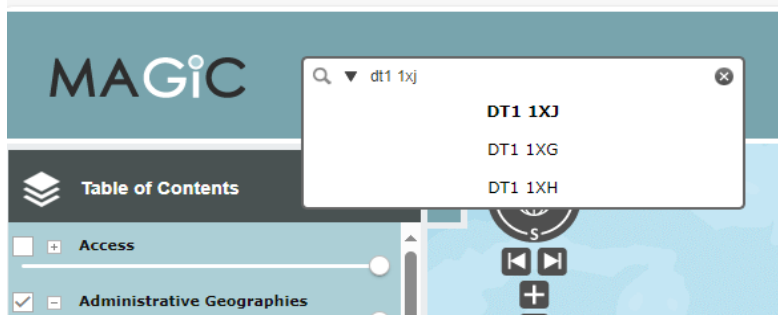 MAGiC
dt1 1xj
DT1 1XJ
DT1 1XG
DT1 1XH
Table of Contents
S
Access
Administrative Geographies